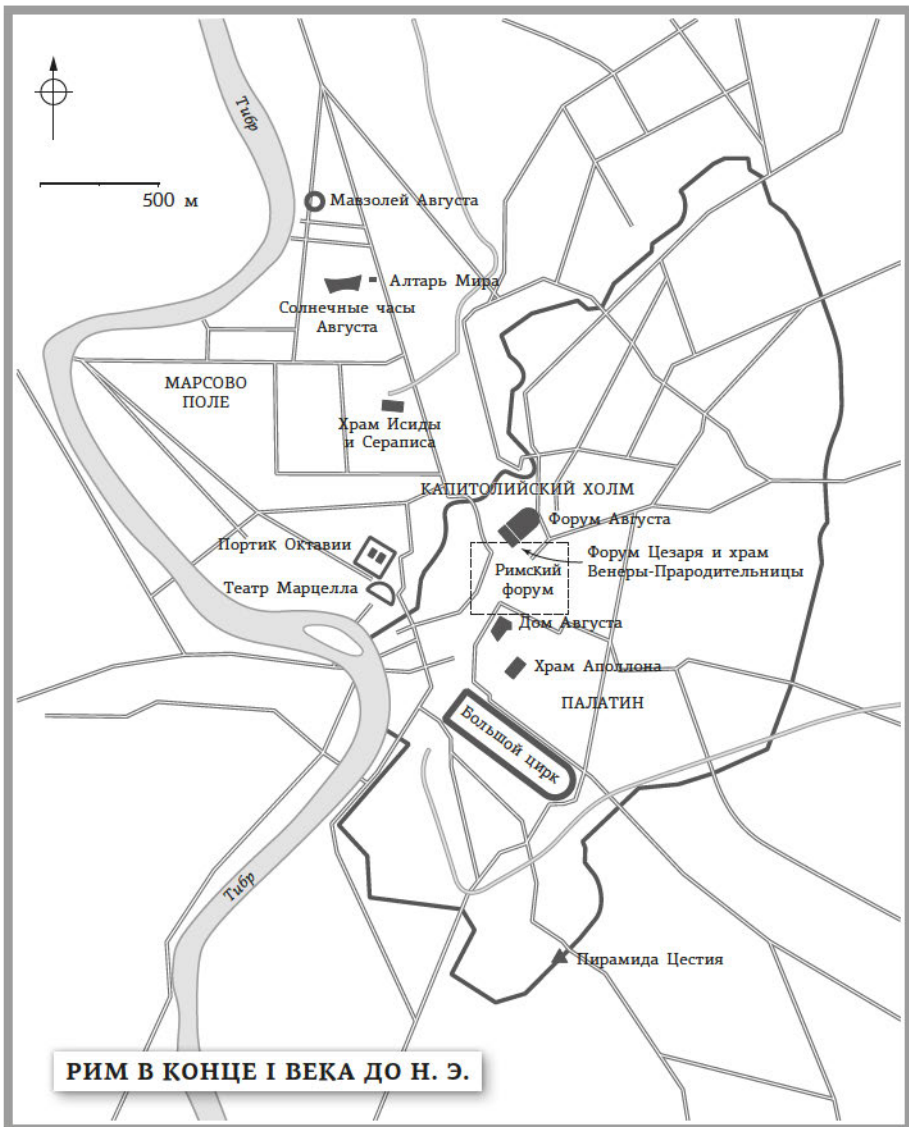 Тибр
500 м
Мавзолей Августа
Алтарь Мира
Солнечные часы
Августа
МАРСОВО
ПОЛЕ
Храм Исиды
и Сераписа
КАПИТОЛИЙСКИЙ ХОЛМ
Форум Августа
Портик Октавии
Форум Цезаря и храм
Венеры-Прародительницы
Театр Марцелла
Римский
форум
Дом Августа
Храм Аполлона
ПАЛАТИН
Большой цирк
Тибр
Пирамида Цестия
РИМ В КОНЦЕ I ВЕКА ДО Н. Э.